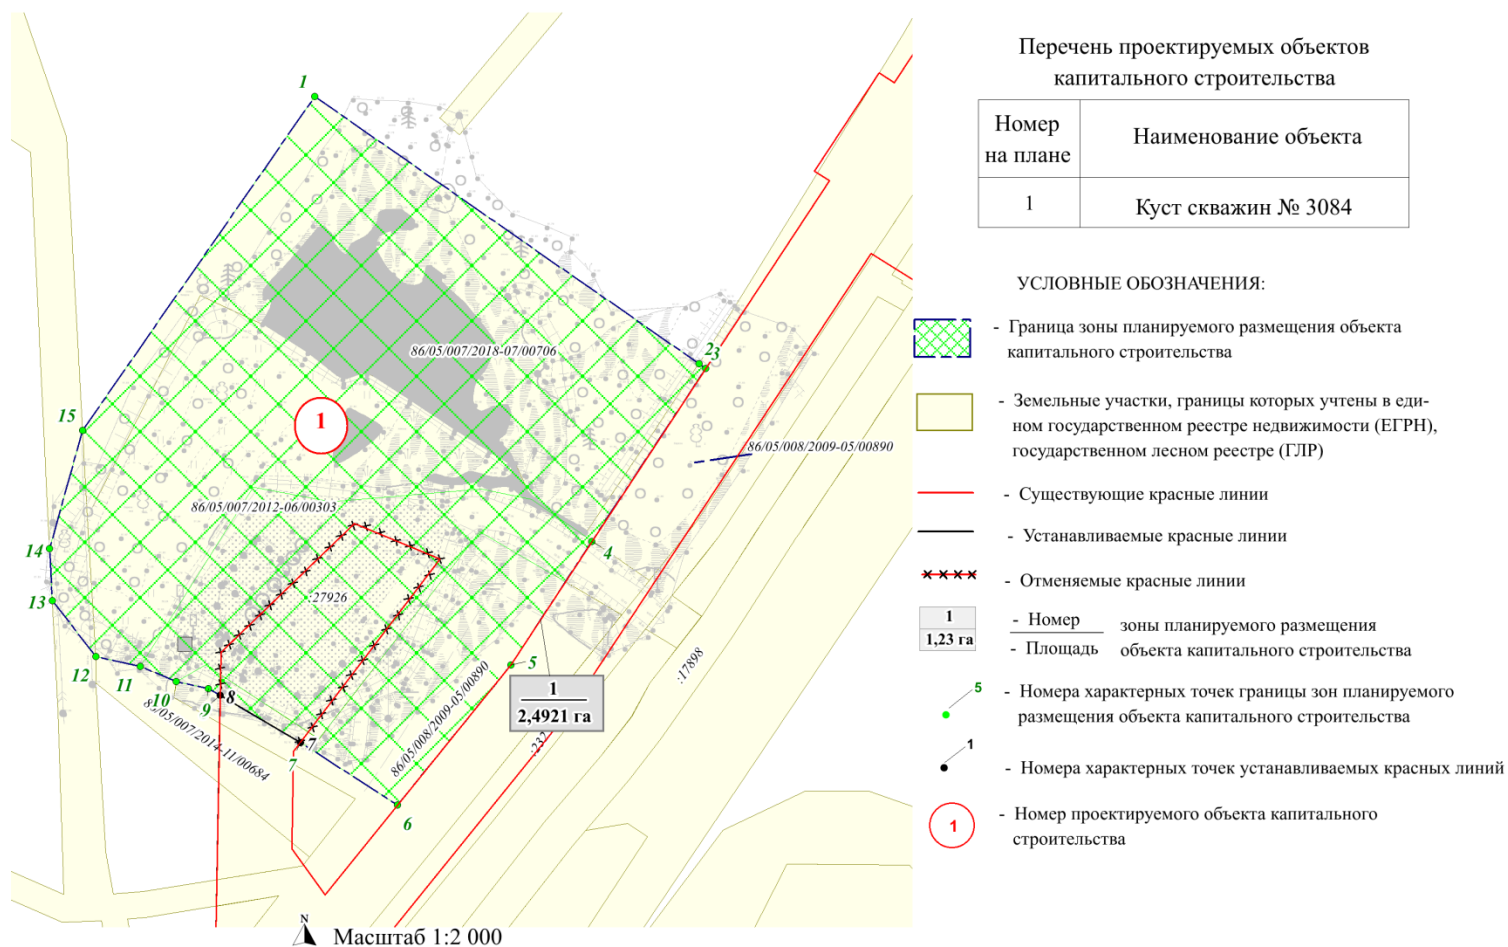 Перечень проектируемых объектов
капитального строительства
Номер
на плане
Наименование объекта
1
Куст скважин № 3084
УСЛОВНЫЕ ОБОЗНАЧЕНИЯ:
- Граница зоны планируемого размещения объекта
капитального строительства
- Земельные участки, границы которых учтены в еди-
ном государственном реестре недвижимости (ЕГРН),
государственном лесном реестре (ГЛР)
- Существующие красные линии
- Устанавливаемые красные линии
- Отменяемые красные линии
1
1,23 га
- Номер
- Площадь
зоны планируемого размещения
объекта капитального строительства
5
- Номера характерных точек границы зон планируемого
размещения объекта капитального строительства
1
- Номера характерных точек устанавливаемых красных линий
1
- Номер проектируемого объекта капитального
строительства
1
2
3
86/05/007/2018-07/00706
15
1
86/05/008/2009-05/00890
86/05/007/2012-06/00303
14
4
:27926
13
12
11
10
9
8
5
:17898
1
2,4921 га
86/05/008/2009-05/00890
86/05/007/2014-11/00684
7
7
:232
6
N
Масштаб 1:2 000